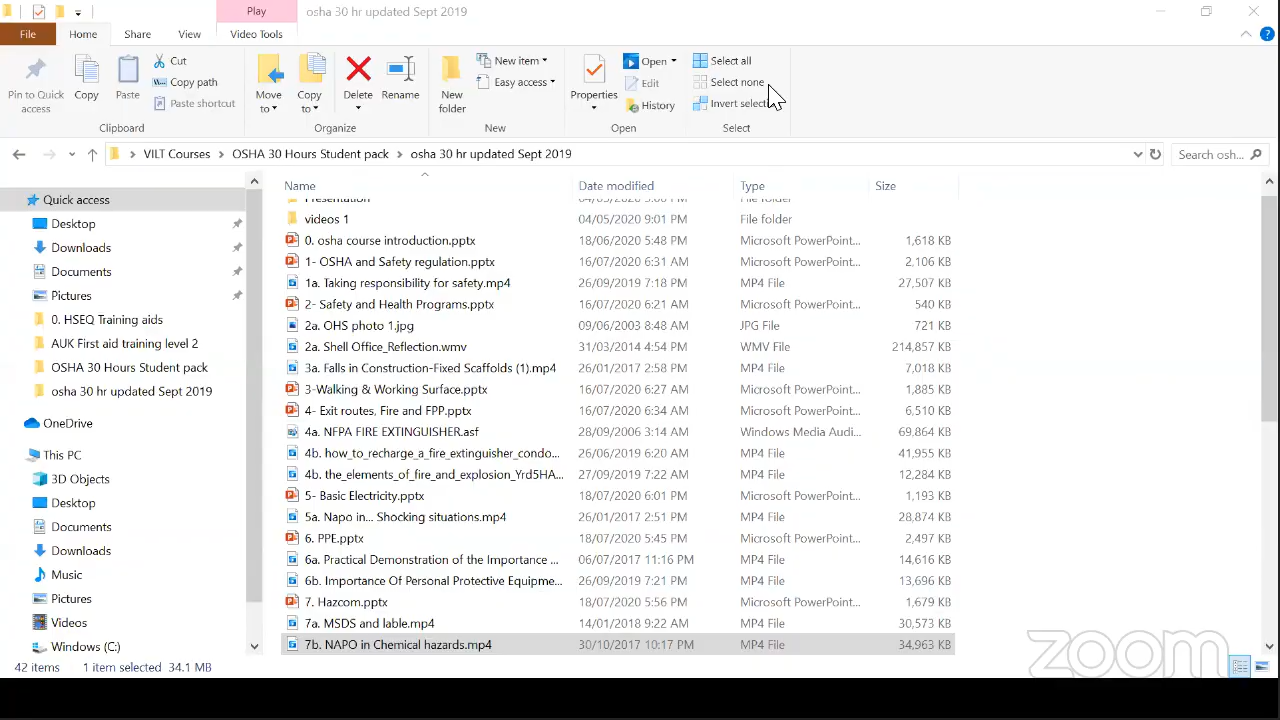 Play
osha 30 hr updated Sept 2019
File
Home
Share
View
Video Tools
?
Pin to Quick access
Copy
Paste
Cut
Copy path
Paste shortcut
Clipboard
Move to
Copy to
Delete
Rename
Organize
New folder
New item
Easy access
New
Properties
Open
Edit
History
Open
Select all
Select none
Invert select
Select
VILT Courses > OSHA 30 Hours Student pack > osha 30 hr updated Sept 2019
Search osh...
Name Date modified Type Size
Quick access
Desktop
Downloads
Documents
Pictures
0. HSEQ Training aids
AUK First aid training level 2
OSHA 30 Hours Student pack
osha 30 hr updated Sept 2019
OneDrive
This PC
3D Objects
Desktop
Documents
Downloads
Music
Pictures
Videos
Windows (C:)
Presentation 04/05/2020 5:00 PM File folder
videos 1 04/05/2020 9:01 PM File folder
0. osha course introduction.pptx 18/06/2020 5:48 PM Microsoft PowerPoint... 1,618 KB
1- OSHA and Safety regulation.pptx 16/07/2020 6:31 AM Microsoft PowerPoint... 2,106 KB
1a. Taking responsibility for safety.mp4 26/09/2019 7:18 PM MP4 File 27,507 KB
2- Safety and Health Programs.pptx 16/07/2020 6:21 AM Microsoft PowerPoint... 540 KB
2a. OHS photo 1.jpg 09/06/2003 8:48 AM JPG File 721 KB
2a. Shell Office_Reflection.wmv 31/03/2014 4:54 PM WMV File 214,857 KB
3a. Falls in Construction-Fixed Scaffolds (1).mp4 26/01/2017 2:58 PM MP4 File 7,018 KB
3-Walking & Working Surface.pptx 16/07/2020 6:27 AM Microsoft PowerPoint... 1,885 KB
4- Exit routes, Fire and FPP.pptx 16/07/2020 6:34 AM Microsoft PowerPoint... 6,510 KB
4a. NFPA FIRE EXTINGUISHER.asf 28/09/2006 3:14 AM Windows Media Audi... 69,864 KB
4b. how_to_recharge_a_fire_extinguisher_condo... 26/06/2019 6:20 AM MP4 File 41,955 KB
4b. the_elements_of_fire_and_explosion_Yrd5HA... 27/09/2019 7:22 AM MP4 File 12,284 KB
5- Basic Electricity.pptx 18/07/2020 6:01 PM Microsoft PowerPoint... 1,193 KB
5a. Napo in... Shocking situations.mp4 26/01/2017 2:51 PM MP4 File 28,874 KB
6. PPE.pptx 18/07/2020 5:45 PM Microsoft PowerPoint... 2,497 KB
6a. Practical Demonstration of the Importance ... 06/07/2017 11:16 PM MP4 File 14,616 KB
6b. Importance Of Personal Protective Equipme... 26/09/2019 7:21 PM MP4 File 13,696 KB
7. Hazcom.pptx 18/07/2020 5:56 PM Microsoft PowerPoint... 1,679 KB
7a. MSDS and lable.mp4 14/01/2018 9:22 AM MP4 File 30,573 KB
7b. NAPO in Chemical hazards.mp4 30/10/2017 10:17 PM MP4 File 34,963 KB
42 items 1 item selected 34.1 MB
zoom